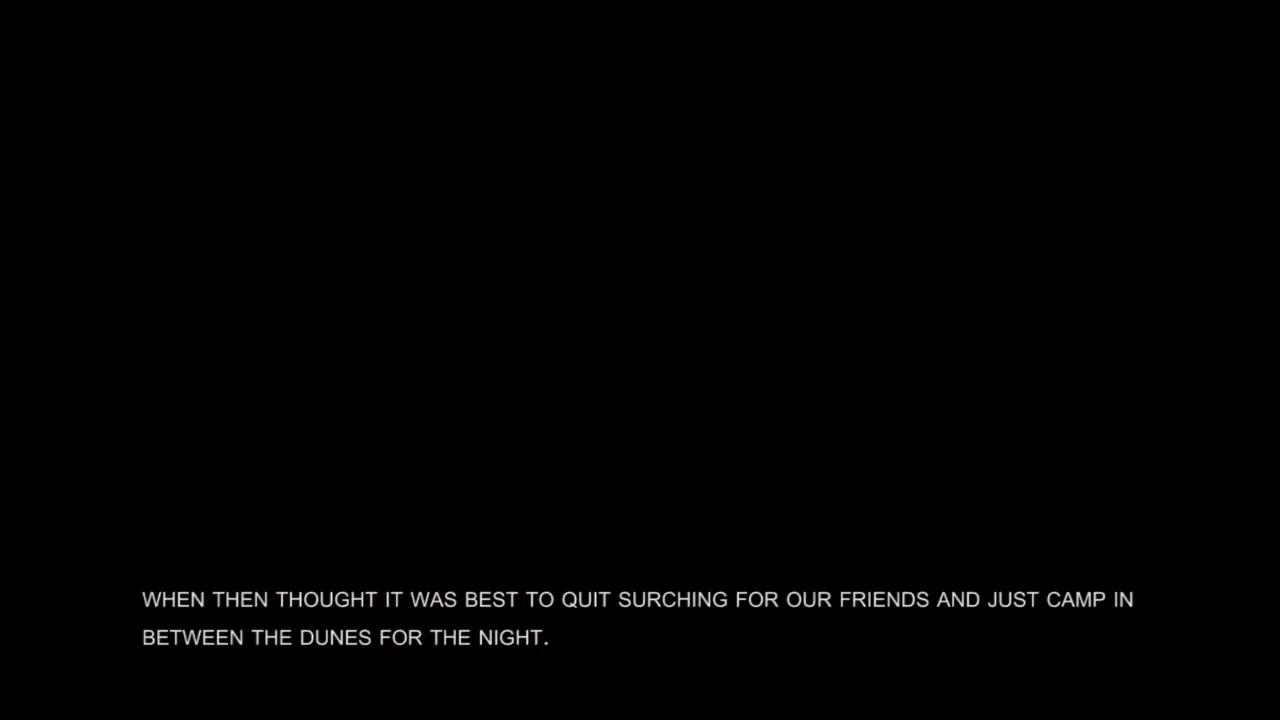 WHEN THEN THOUGHT IT WAS BEST TO QUIT SURCHING FOR OUR FRIENDS AND JUST CAMP IN
BETWEEN THE DUNES FOR THE NIGHT.